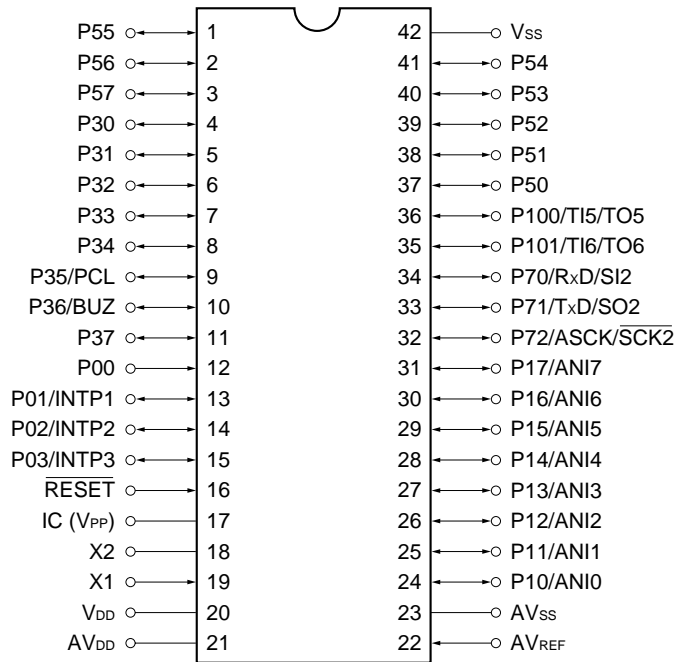 P55 1 42 VSS
P56 2 41 P54
P57 3 40 P53
P30 4 39 P52
P31 5 38 P51
P32 6 37 P50
P33 7 36 P100/TI5/TO5
P34 8 35 P101/TI6/TO6
P35/PCL 9 34 P70/RxD/SI2
P36/BUZ 10 33 P71/TxD/SO2
P37 11 32 P72/ASCK/SCK2
P00 12 31 P17/ANI7
P01/INTP1 13 30 P16/ANI6
P02/INTP2 14 29 P15/ANI5
P03/INTP3 15 28 P14/ANI4
RESET 16 27 P13/ANI3
IC (VPP) 17 26 P12/ANI2
X2 18 25 P11/ANI1
X1 19 24 P10/ANI0
VDD 20 23 AVSS
AVDD 21 22 AVREF